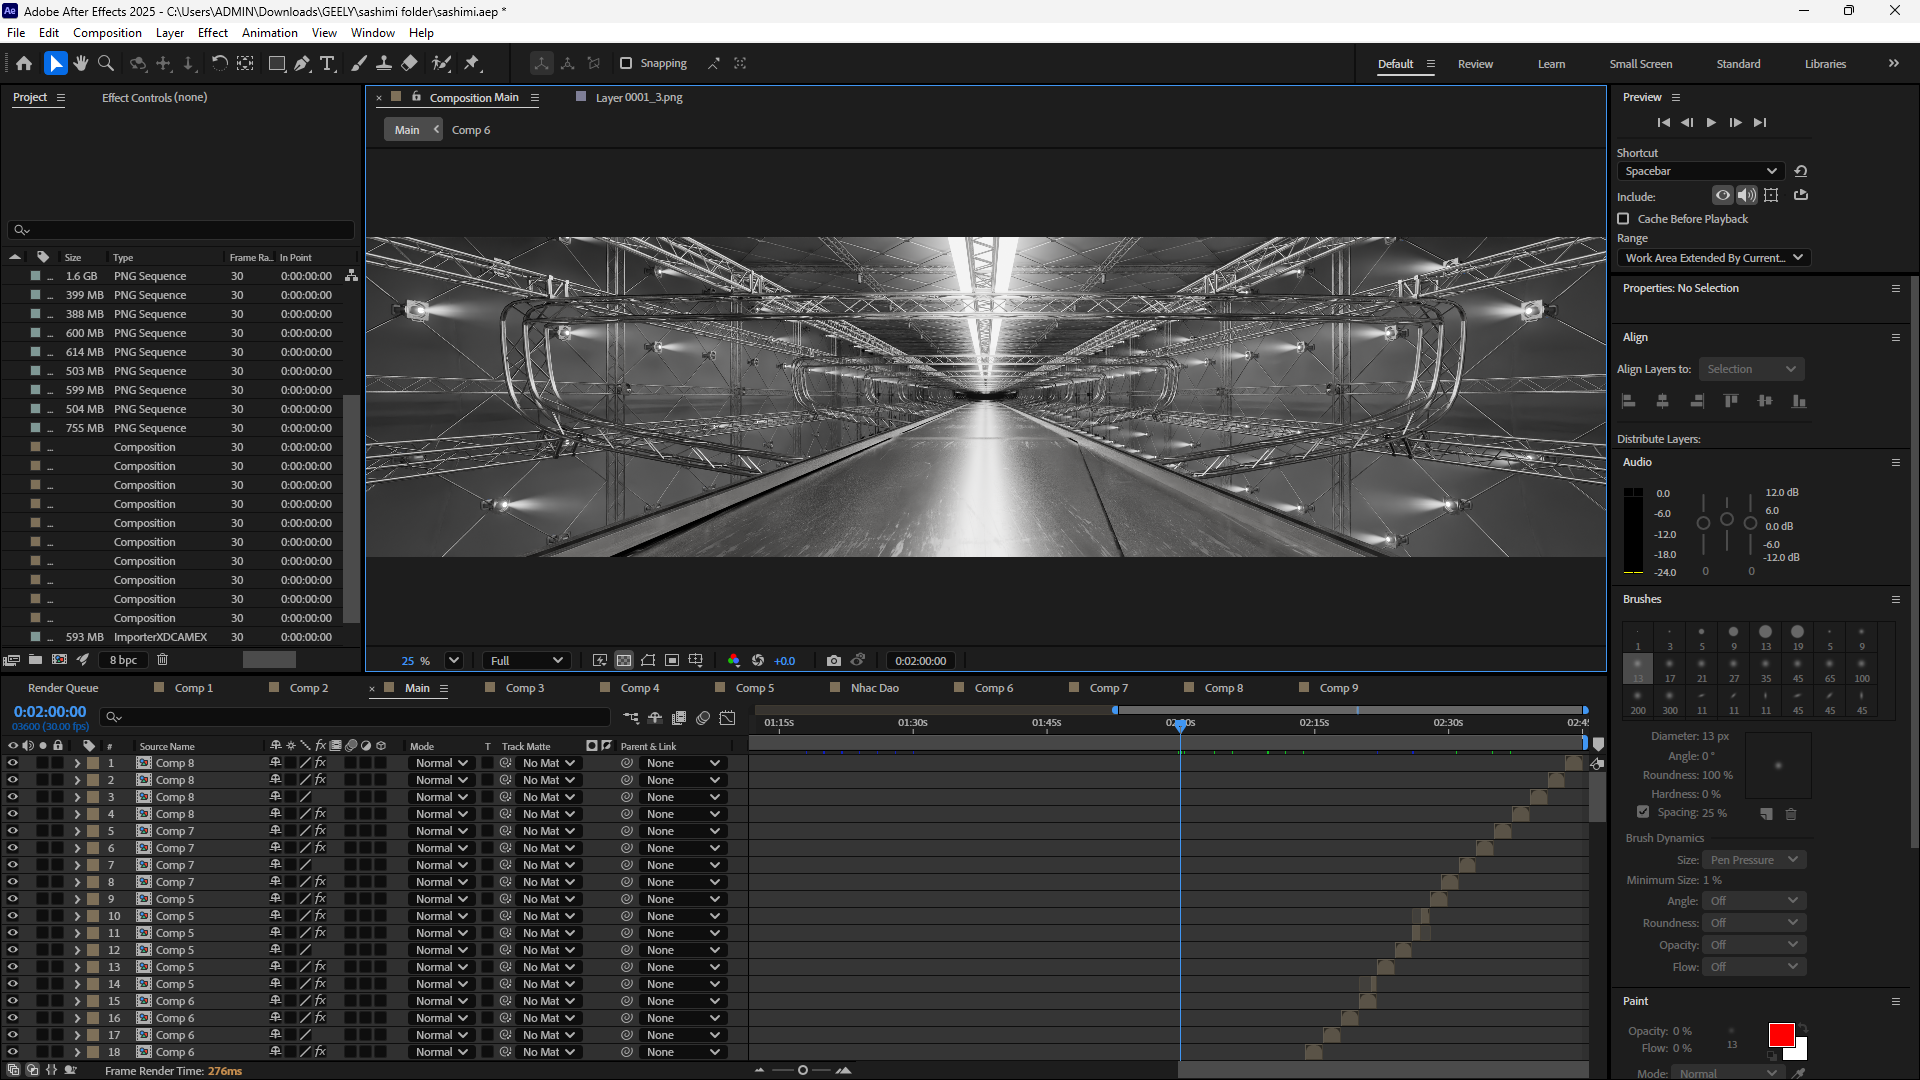 Adobe After Effects 2025 - C:\Users\ADMIN\Downloads\GEELY\sashimi folder\sashimi.aep *
File Edit Composition Layer Effect Animation View Window Help
Snapping
Default Review Learn Small Screen Standard Libraries
Project Effect Controls (none)
Composition Main Layer 0001_3.png
Main Comp 6
Size Type Frame Ra... In Point
... 1.6 GB PNG Sequence 30 0:00:00:00
... 399 MB PNG Sequence 30 0:00:00:00
... 388 MB PNG Sequence 30 0:00:00:00
... 600 MB PNG Sequence 30 0:00:00:00
... 614 MB PNG Sequence 30 0:00:00:00
... 503 MB PNG Sequence 30 0:00:00:00
... 599 MB PNG Sequence 30 0:00:00:00
... 504 MB PNG Sequence 30 0:00:00:00
... 755 MB PNG Sequence 30 0:00:00:00
... Composition 30 0:00:00:00
... Composition 30 0:00:00:00
... Composition 30 0:00:00:00
... Composition 30 0:00:00:00
... Composition 30 0:00:00:00
... Composition 30 0:00:00:00
... Composition 30 0:00:00:00
... Composition 30 0:00:00:00
... Composition 30 0:00:00:00
... Composition 30 0:00:00:00
... 593 MB ImporterXDCAMEX 30 0:00:00:00
8 bpc
25 % Full +0.0 0:02:00:00
Preview
Shortcut
Spacebar
Include:
Cache Before Playback
Range
Work Area Extended By Current...
Properties: No Selection
Align
Align Layers to: Selection
Distribute Layers:
Audio
0.0 12.0 dB
-6.0 6.0
-12.0 0.0 dB
-18.0 -6.0
-24.0 -12.0 dB
0 0
Brushes
1 3 5 9 13 19 5 9
13 17 21 27 35 45 65 100
200 300 11 11 11 45 45 45
Diameter: 13 px
Angle: 0 °
Roundness: 100 %
Hardness: 0 %
Spacing: 25 %
Brush Dynamics
Size: Pen Pressure
Minimum Size: 1 %
Angle: Off
Roundness: Off
Opacity: Off
Flow: Off
Paint
Opacity: 0 %
Flow: 0 % 13
Mode: Normal
Render Queue Comp 1 Comp 2 Main Comp 3 Comp 4 Comp 5 Nhac Dao Comp 6 Comp 7 Comp 8 Comp 9
0:02:00:00
03600 (30.00 fps)
01:15s 01:30s 01:45s 02:00s 02:15s 02:30s 02:45
# Source Name fx Mode T Track Matte Parent & Link
1 Comp 8 fx Normal No Mat None
2 Comp 8 fx Normal No Mat None
3 Comp 8 Normal No Mat None
4 Comp 8 fx Normal No Mat None
5 Comp 7 fx Normal No Mat None
6 Comp 7 fx Normal No Mat None
7 Comp 7 Normal No Mat None
8 Comp 7 fx Normal No Mat None
9 Comp 5 fx Normal No Mat None
10 Comp 5 fx Normal No Mat None
11 Comp 5 fx Normal No Mat None
12 Comp 5 Normal No Mat None
13 Comp 5 fx Normal No Mat None
14 Comp 5 fx Normal No Mat None
15 Comp 6 fx Normal No Mat None
16 Comp 6 fx Normal No Mat None
17 Comp 6 Normal No Mat None
18 Comp 6 fx Normal No Mat None
Frame Render Time: 276ms